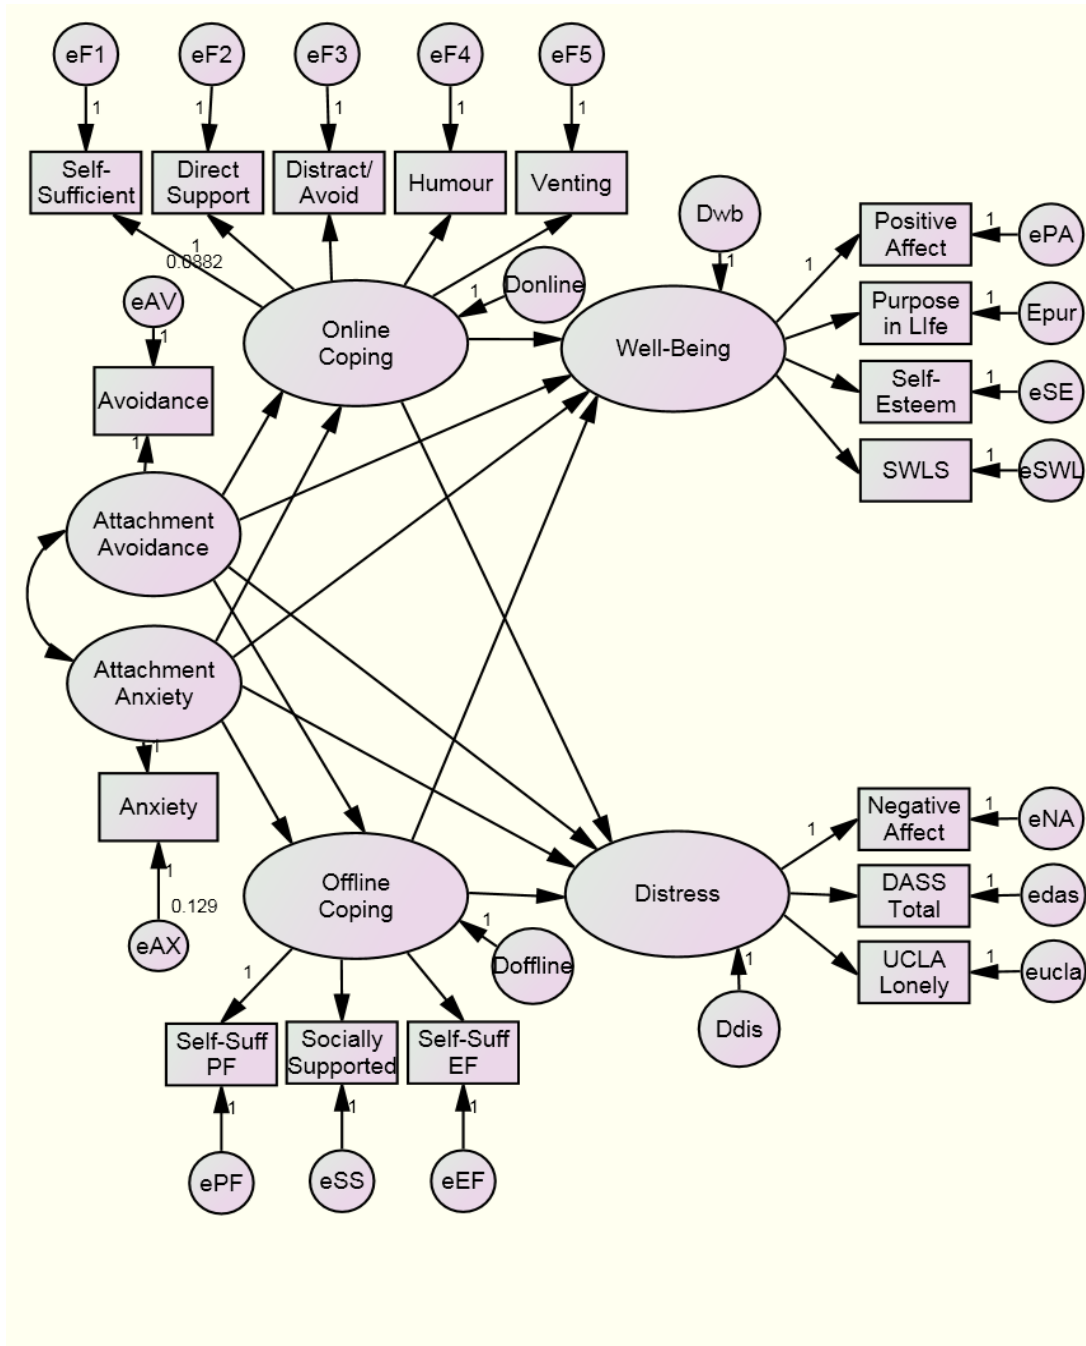 eF1
eF2
eF3
eF4
eF5
1
1
1
1
1
Self-
Sufficient
Direct
Support
Distract/
Avoid
Humour
Venting
Dwb
1
Positive
Affect
1
ePA
1
0.0882
Donline
1
1
eAV
1
Purpose
in LIfe
1
Epur
Online
Coping
Well-Being
Avoidance
Self-
Esteem
1
eSE
1
SWLS
1
eSWL
Attachment
Avoidance
Attachment
Anxiety
1
Anxiety
1
0.129
eAX
Negative
Affect
1
eNA
1
Offline
Coping
Distress
DASS
Total
1
edas
1
Doffline
UCLA
Lonely
1
eucla
1
1
Ddis
Self-Suff
PF
Socially
Supported
Self-Suff
EF
1
1
1
ePF
eSS
eEF